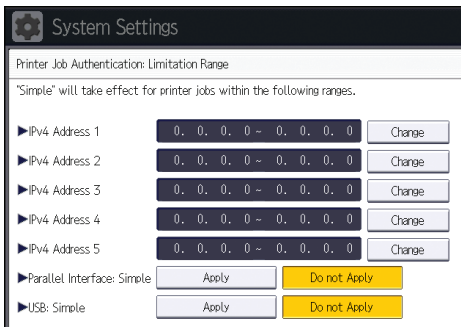 System Settings
Printer Job Authentication: Limitation Range
"Simple" will take effect for printer jobs within the following ranges.
▶IPv4 Address 1 0. 0. 0. 0 ~ 0. 0. 0. 0 Change
▶IPv4 Address 2 0. 0. 0. 0 ~ 0. 0. 0. 0 Change
▶IPv4 Address 3 0. 0. 0. 0 ~ 0. 0. 0. 0 Change
▶IPv4 Address 4 0. 0. 0. 0 ~ 0. 0. 0. 0 Change
▶IPv4 Address 5 0. 0. 0. 0 ~ 0. 0. 0. 0 Change
▶Parallel Interface: Simple Apply Do not Apply
▶USB: Simple Apply Do not Apply